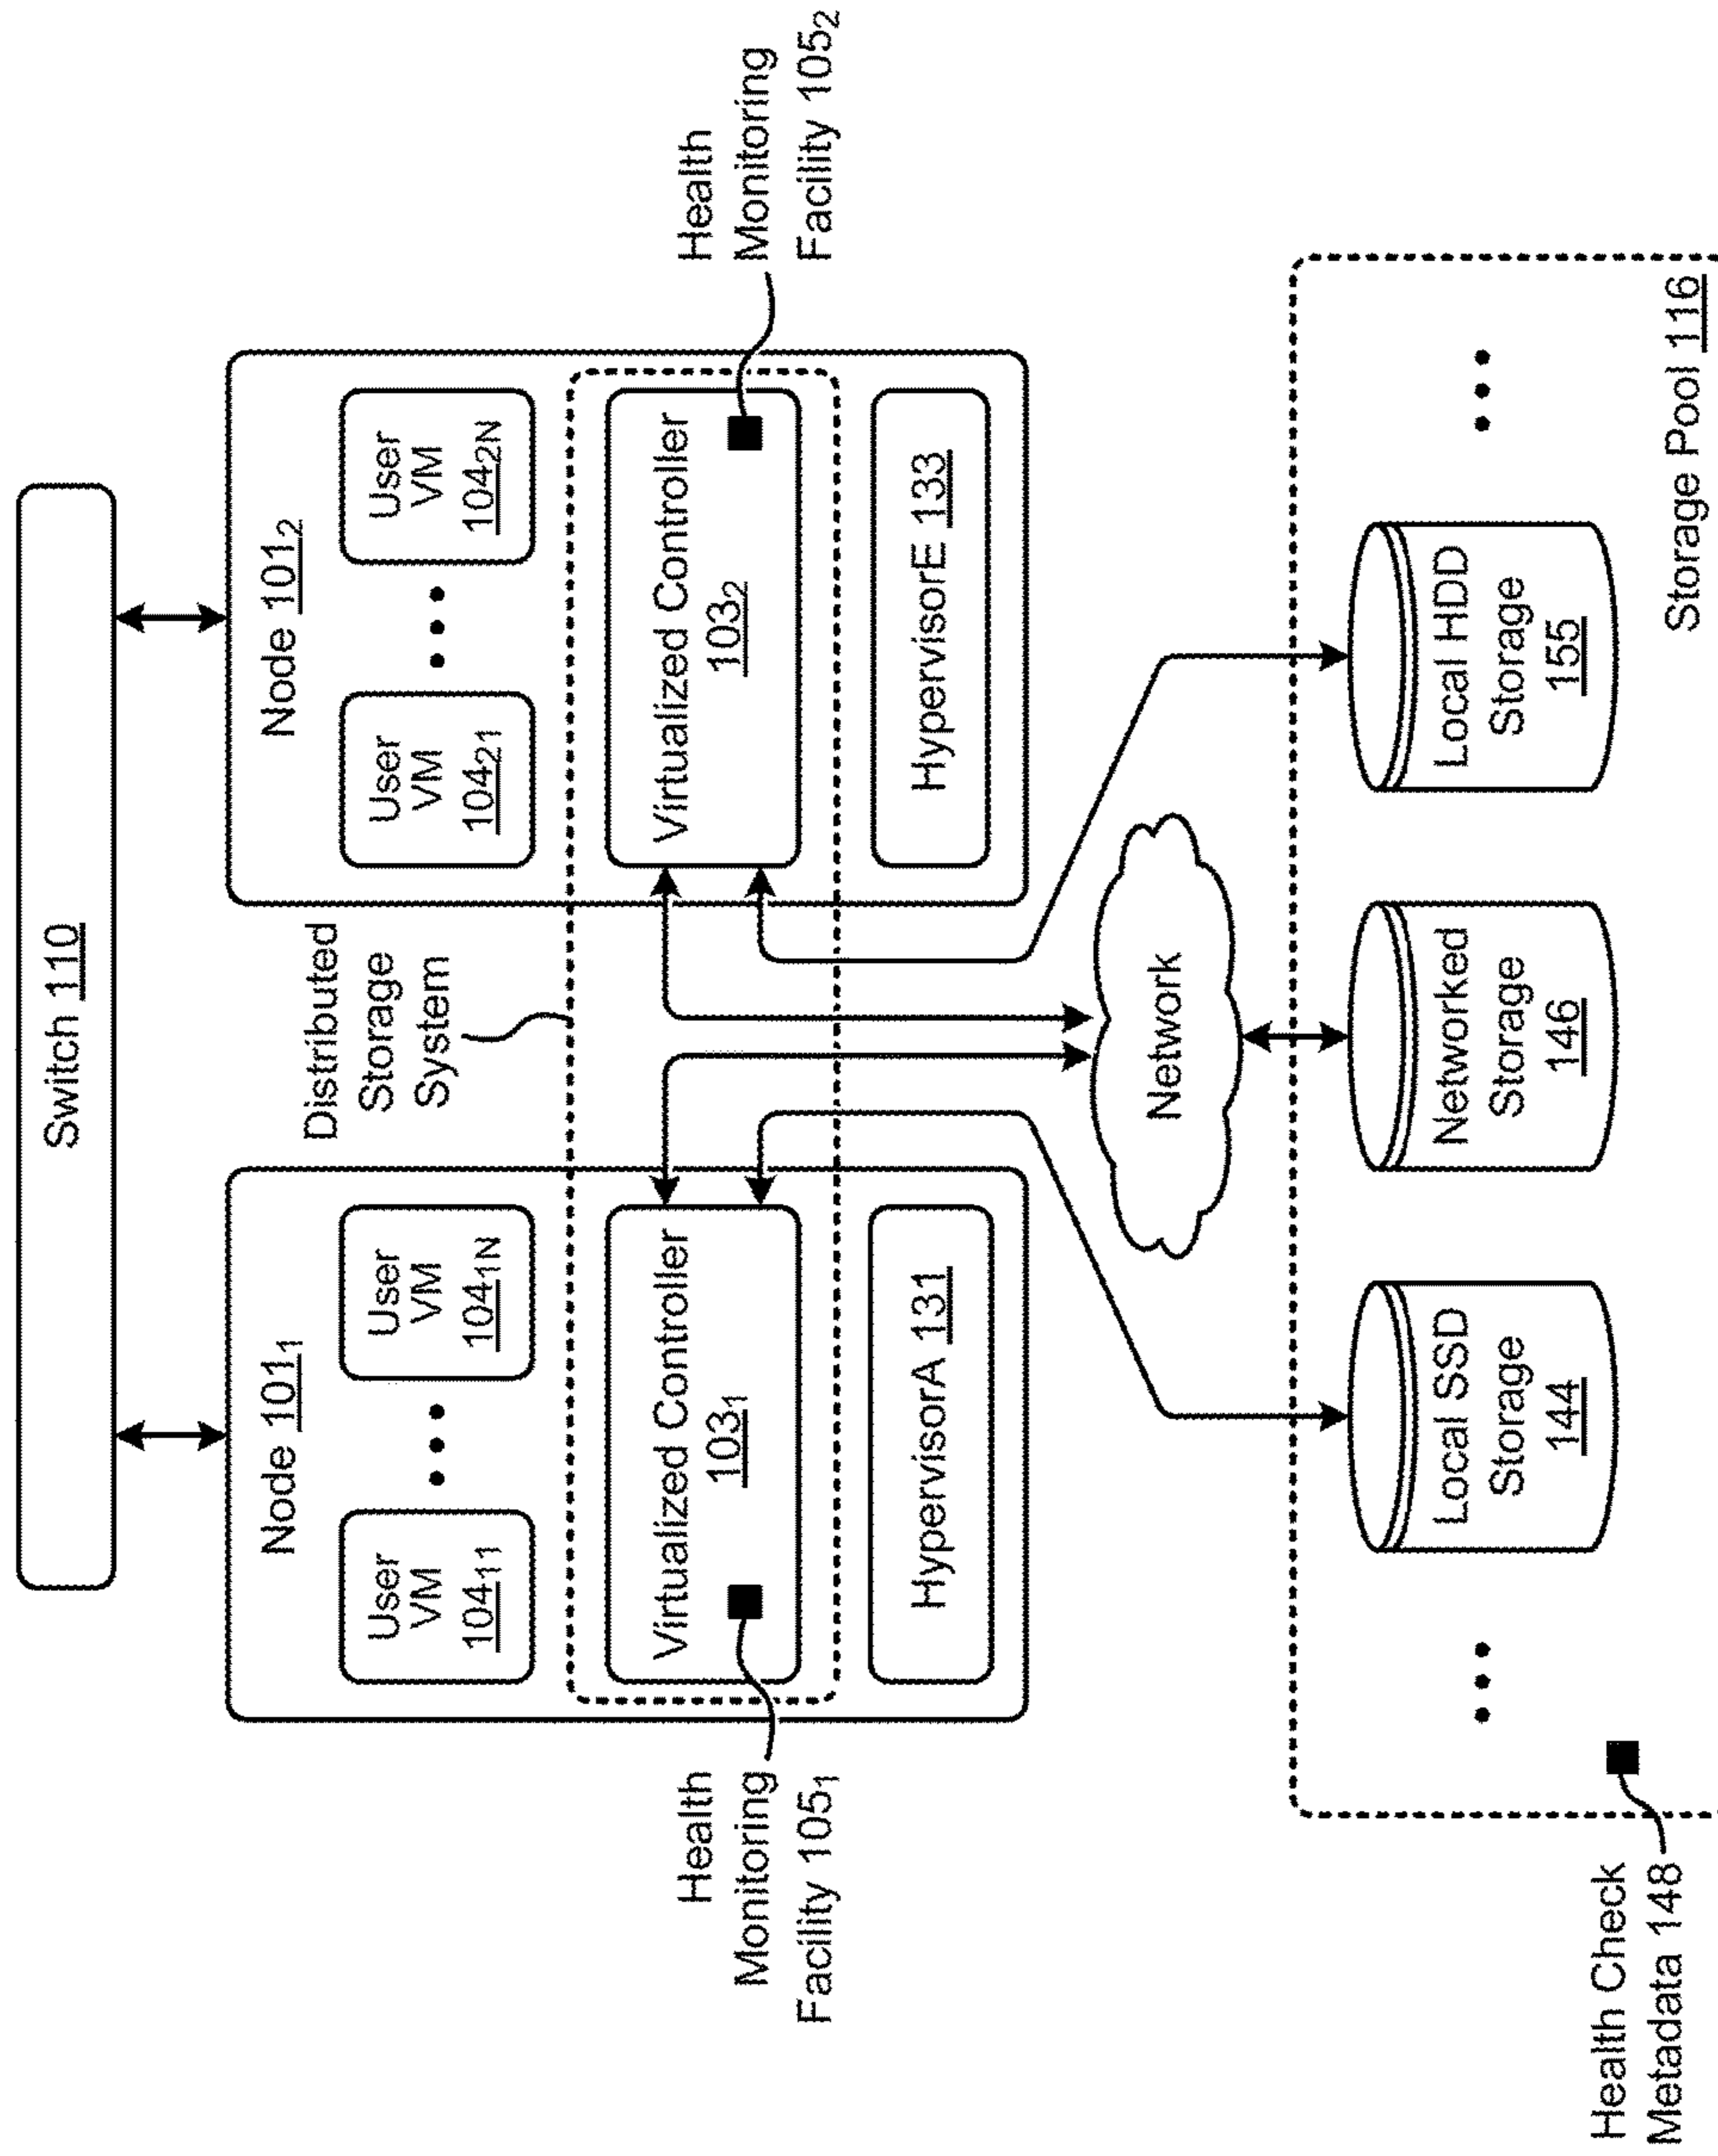 Switch 110
Node 101₁
User
VM
104₁₁
User
VM
104₁N
Distributed
Storage
System
Node 101₂
User
VM
104₂₁
User
VM
104₂N
Health
Monitoring
Facility 105₁
Virtualized Controller
103₁
Virtualized Controller
103₂
Health
Monitoring
Facility 105₂
HypervisorA 131
HypervisorE 133
Network
Local SSD
Storage
144
Networked
Storage
146
Local HDD
Storage
155
Health Check
Metadata 148
Storage Pool 116